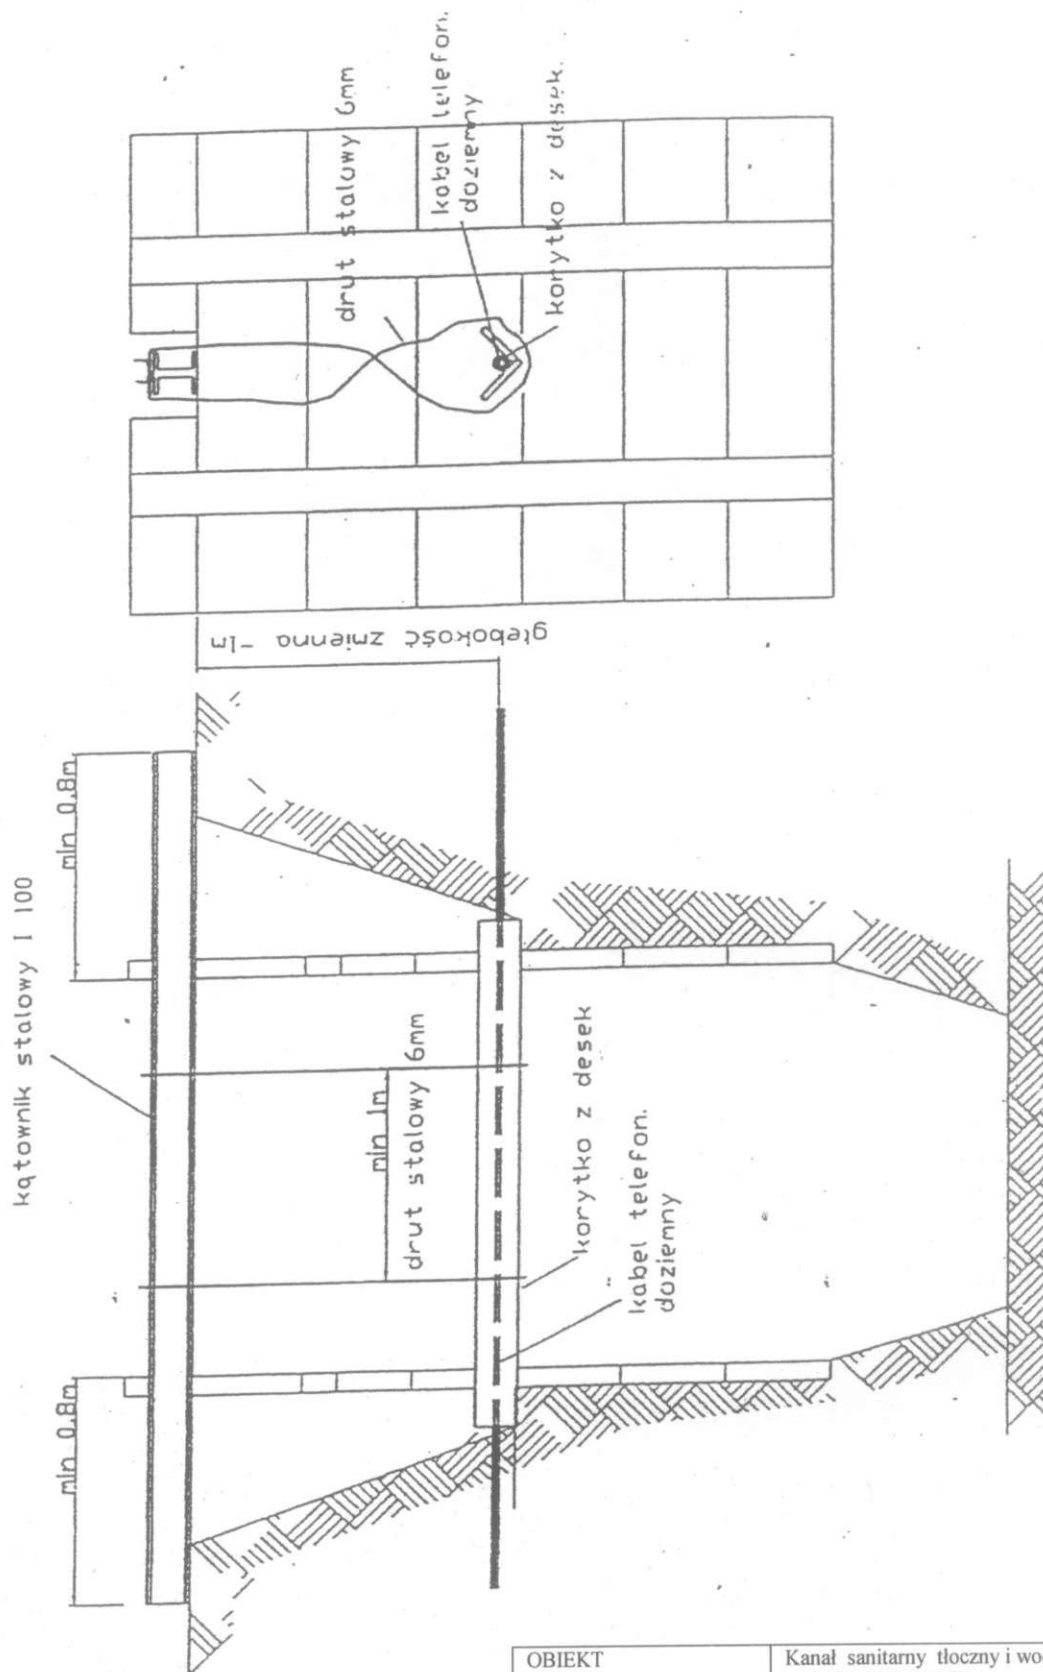 kątownik stalowy I 100
min 0.8m
min 0.8m
min 1m
drut stalowy 6mm
korytko z desek
kabel telefon.
doziemny
głebokość zmienna ~1m
drut stalowy 6mm
kabel telefon.
doziemny
korytko z desek.
OBIEKT
Kanał sanitarny tłoczny i wo